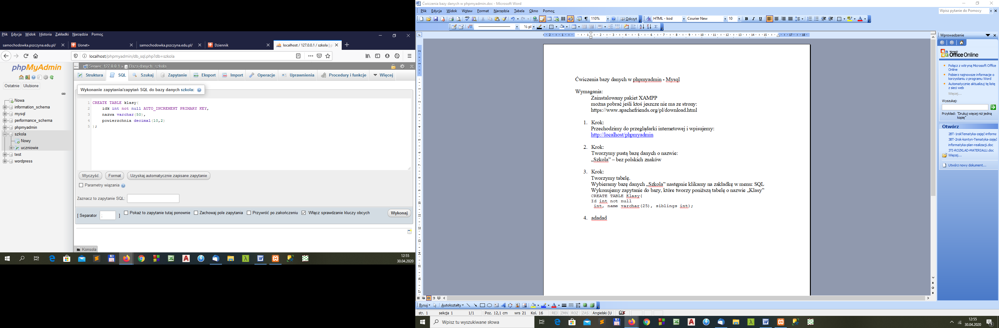 Plik Edycja Widok Historia Zakładki Narzędzia Pomoc
samochodowka.pszczyna.edu.pl/
Uonet+
samochodowka.pszczyna.edu.pl/
Dziennik
localhost / 127.0.0.1 / szkola | p
localhost/phpmyadmin/db_sql.php?db=szkola
phpMyAdmin
Ostatnie Ulubione
Nowa
information_schema
mysql
performance_schema
phpmyadmin
szkola
Nowy
uczniowie
test
wordpress
Serwer: 127.0.0.1 » Baza danych: szkola
Struktura SQL Szukaj Zapytanie Eksport Import Operacje Uprawnienia Procedury i funkcje Więcej
Wykonanie zapytania/zapytań SQL do bazy danych szkola:
1 CREATE TABLE klasy(
2 idk int not null AUTO_INCREMENT PRIMARY KEY,
3 nazwa varchar(50),
4 powierzchnia decimal(10,2)
5 );
Wyczyść Format Uzyskaj automatycznie zapisane zapytanie
Parametry wiązania
Zaznacz to zapytanie SQL:
[ Separator ; ] Pokaż to zapytanie tutaj ponownie Zachowaj pole zapytania Przywróć po zakończeniu Włącz sprawdzanie kluczy obcych Wykonaj
Konsola
12:55
30.04.2020
Ćwiczenia bazy danych w phpmyadmin.doc - Microsoft Word
Plik Edycja Widok Wstaw Format Narzędzia Tabela Okno Pomoc
Wpisz pytanie do Pomocy
110% Odczyt HTML - kod Courier New 10 B I U
½ pl
Ćwiczenia bazy danych w phpmyadmin - Mysql
Wymagania:
Zainstalowany pakiet XAMPP
można pobrać jeśli ktoś jeszcze nie ma ze strony:
https://www.apachefriends.org/pl/download.html
1. Krok:
Przechodzimy do przeglądarki internetowej i wpisujemy:
http://localhost/phpmyadmin
2. Krok:
Tworzymy pustą bazę danych o nazwie:
„Szkola” – bez polskich znaków
3. Krok:
Tworzymy tabelę.
Wybieramy bazę danych „Szkola” następnie klikamy na zakładkę w menu: SQL
Wykonujemy zapytanie do bazy, które tworzy poniższą tabelę o nazwie „Klasy”
CREATE TABLE Klasy(
Id int not null
int, name varchar(25), siblings int);
4. adadad
Wprowadzenie
Microsoft
Office Online
Połącz z witryną Microsoft Office
Online
Pobierz najnowsze informacje o
korzystaniu z programu Word
Automatycznie aktualizuj tę listę
z sieci web
Więcej...
Wyszukaj:
Przykład: "Drukuj więcej niż jedną
kopię"
Otwórz
2BT-1rokTematyka-zajęć-informa
3BT-2rok-kontyn-Tematyka-zajęć
informatyka-plan-realizacji.doc
3TI-ROZKLAD-MATERIAŁU.doc
Więcej...
Utwórz nowy dokument...
Rysuj Autokształty
str. 1 sekcja 1 1/1 Poz. 12,1 cm wrs 21 Kol. 16 REJ ZMN ROZ ZAS Angielski (U
Wpisz tu wyszukiwane słowa
12:55
30.04.2020